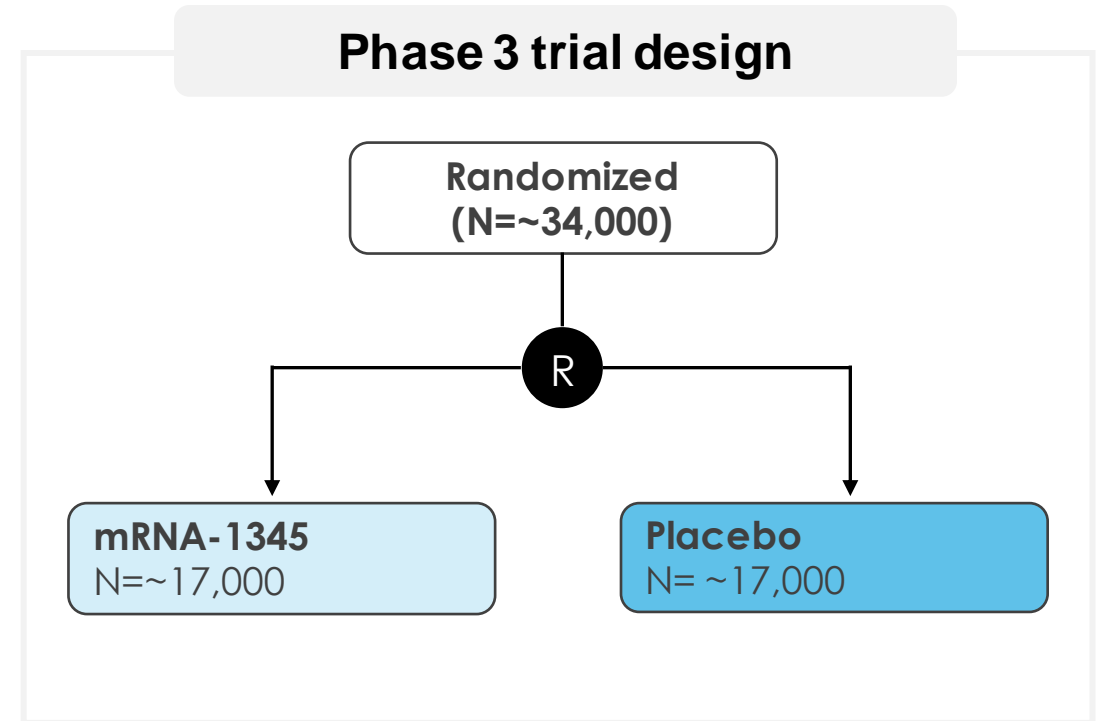 Phase 3 trial design
Randomized
(N=~34,000)
R
mRNA-1345
N=~17,000
Placebo
N= ~17,000